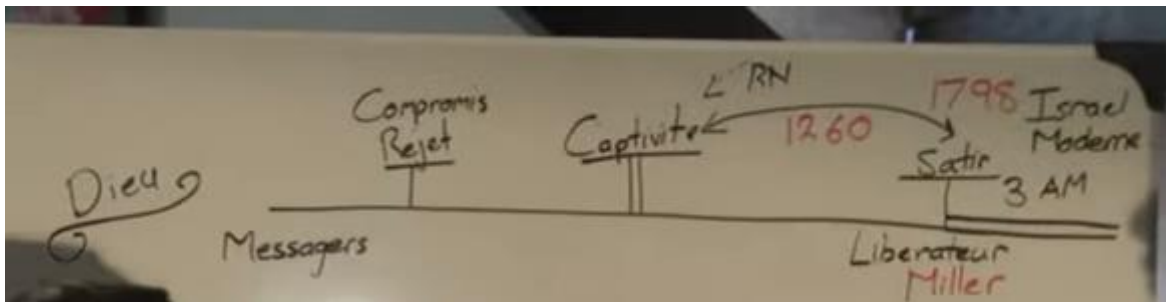 Dieu
Messagers
Compromis
Rejet
Captivite
RN
1260
1798
Israel
Moderne
Satir
3 AM
Liberateur
Miller